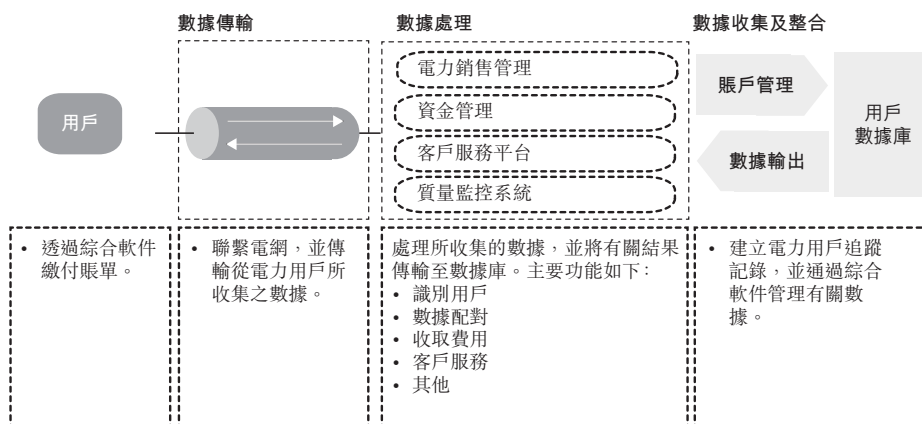 數據傳輸
數據處理
數據收集及整合
用戶
電力銷售管理
資金管理
客戶服務平台
質量監控系統
賬戶管理
數據輸出
用戶
數據庫
• 透過綜合軟件
繳付賬單。
• 聯繫電網，並傳
輸從電力用戶所
收集之數據。
處理所收集的數據，並將有關結果
傳輸至數據庫。主要功能如下：
• 識別用戶
• 數據配對
• 收取費用
• 客戶服務
• 其他
• 建立電力用戶追蹤
記錄，並通過綜合
軟件管理有關數
據。